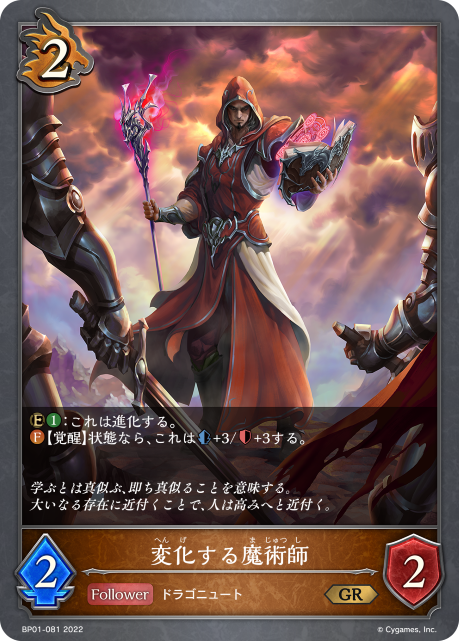 2
E 1：これは進化する。
F【覚醒】状態なら、これは+3/+3する。
学ぶとは真似ぶ、即ち真似ることを意味する。
大いなる存在に近付くことで、人は高みへと近付く。
へんげ まじゅつし
変化する魔術師
2
Follower ドラゴニュート GR
2
BP01-081 2022 © Cygames, Inc.